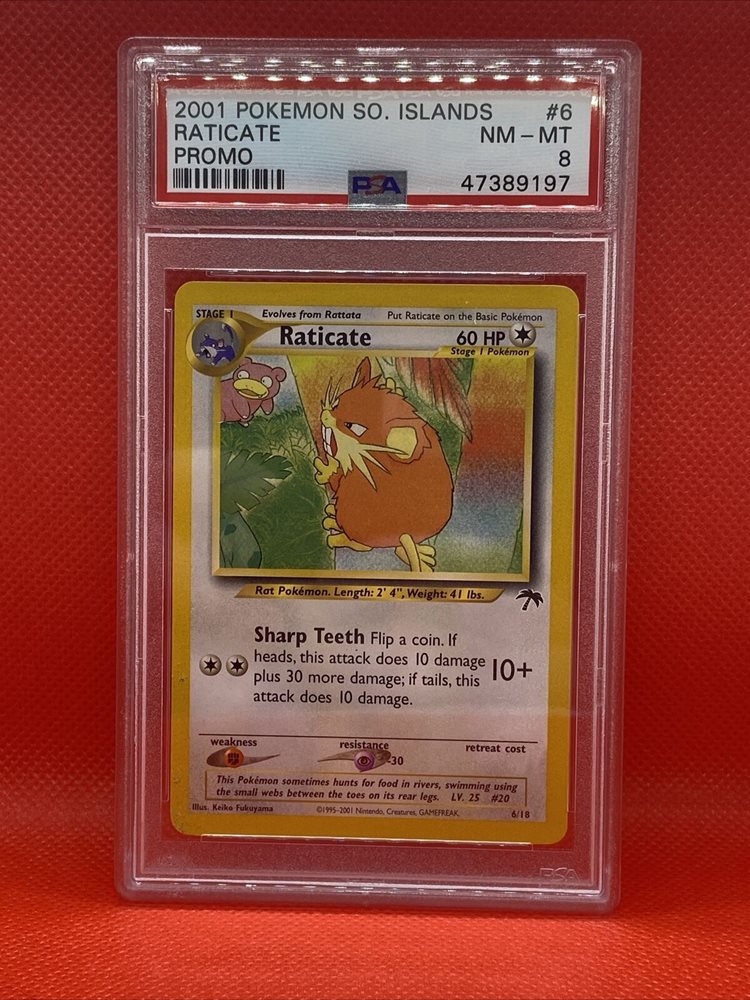 2001 POKEMON SO. ISLANDS #6
RATICATE NM - MT
PROMO 8
PSA 47389197
STAGE 1 Evolves from Rattata Put Raticate on the Basic Pokémon
Raticate 60 HP
Stage 1 Pokémon
Rat Pokémon. Length: 2' 4", Weight: 41 lbs.
Sharp Teeth Flip a coin. If
heads, this attack does 10 damage
plus 30 more damage; if tails, this
attack does 10 damage.
10+
weakness resistance retreat cost
-30
This Pokémon sometimes hunts for food in rivers, swimming using
the small webs between the toes on its rear legs. LV. 25 #20
Illus. Keiko Fukuyama ©1995-2001 Nintendo, Creatures, GAMEFREAK. 6/18
PSA